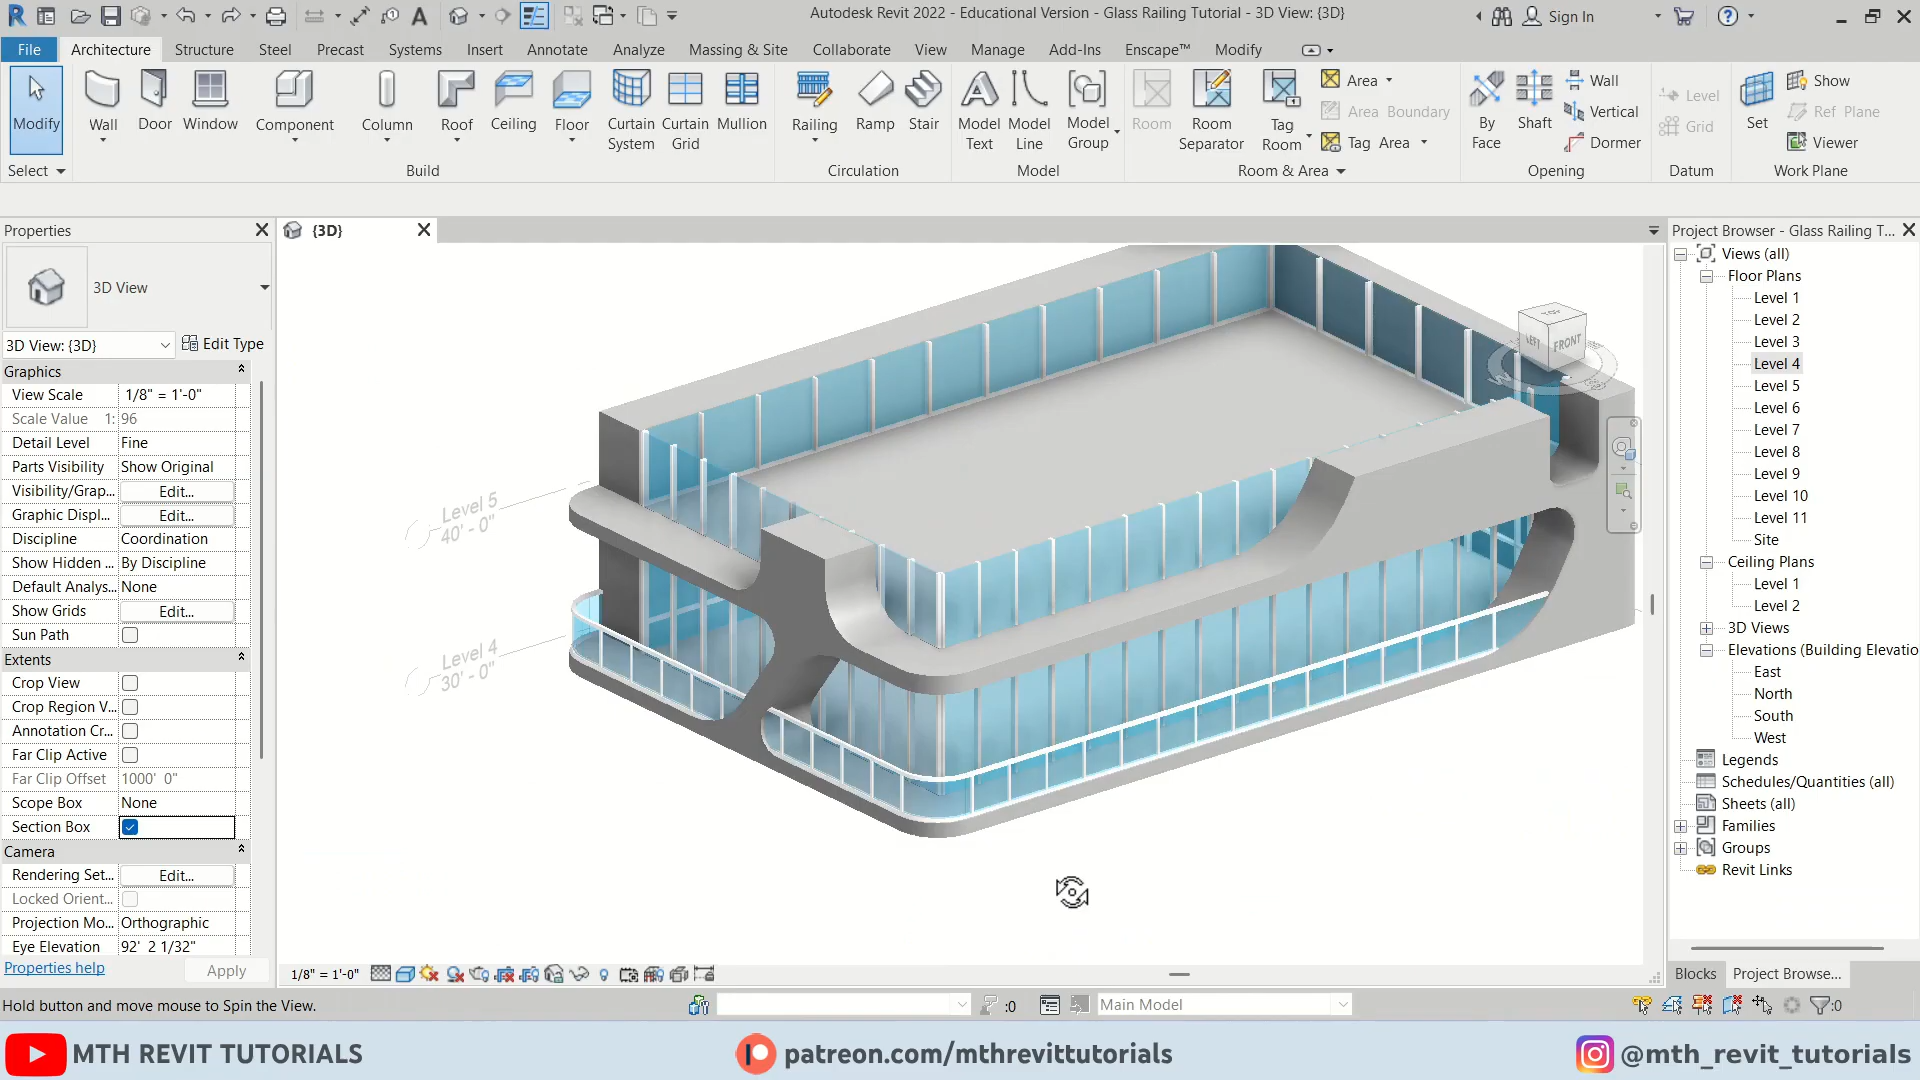 Autodesk Revit 2022 - Educational Version - Glass Railing Tutorial - 3D View: {3D}
Sign In
File Architecture Structure Steel Precast Systems Insert Annotate Analyze Massing & Site Collaborate View Manage Add-Ins Enscape™ Modify
Modify
Wall
Door
Window
Component
Column
Roof
Ceiling
Floor
Curtain System
Curtain Grid
Mullion
Railing
Ramp
Stair
Model Text
Model Line
Model Group
Room
Room Separator
Tag Room
Area
Area Boundary
Tag Area
By Face
Shaft
Wall
Vertical
Dormer
Level
Grid
Set
Show
Ref Plane
Viewer
Select
Build
Circulation
Model
Room & Area
Opening
Datum
Work Plane
Properties
3D View
3D View: {3D}
Edit Type
Graphics
View Scale 1/8" = 1'-0"
Scale Value 1: 96
Detail Level Fine
Parts Visibility Show Original
Visibility/Grap... Edit...
Graphic Displ... Edit...
Discipline Coordination
Show Hidden ... By Discipline
Default Analys... None
Show Grids Edit...
Sun Path
Extents
Crop View
Crop Region V...
Annotation Cr...
Far Clip Active
Far Clip Offset 1000' 0"
Scope Box None
Section Box
Camera
Rendering Set... Edit...
Locked Orient...
Projection Mo... Orthographic
Eye Elevation 92' 2 1/32"
Properties help
Apply
{3D}
Level 5
40' - 0"
Level 4
30' - 0"
TOP
LEFT
FRONT
W
1/8" = 1'-0"
Project Browser - Glass Railing T...
Views (all)
Floor Plans
Level 1
Level 2
Level 3
Level 4
Level 5
Level 6
Level 7
Level 8
Level 9
Level 10
Level 11
Site
Ceiling Plans
Level 1
Level 2
3D Views
Elevations (Building Elevatio
East
North
South
West
Legends
Schedules/Quantities (all)
Sheets (all)
Families
Groups
Revit Links
Blocks
Project Browse...
Hold button and move mouse to Spin the View.
:0
Main Model
:0
MTH REVIT TUTORIALS
patreon.com/mthrevittutorials
@mth_revit_tutorials